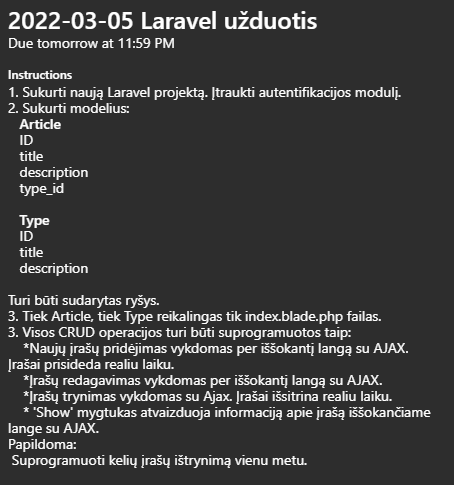 2022-03-05 Laravel užduotis
Due tomorrow at 11:59 PM
Instructions
1. Sukurti naują Laravel projektą. Įtraukti autentifikacijos modulį.
2. Sukurti modelius:
Article
ID
title
description
type_id
Type
ID
title
description
Turi būti sudarytas ryšys.
3. Tiek Article, tiek Type reikalingas tik index.blade.php failas.
3. Visos CRUD operacijos turi būti suprogramuotos taip:
*Naujų įrašų pridėjimas vykdomas per iššokantį langą su AJAX.
Įrašai prisideda realiu laiku.
*Įrašų redagavimas vykdomas per iššokantį langą su AJAX.
*Įrašų trynimas vykdomas su Ajax. Įrašai išsitrina realiu laiku.
* 'Show' mygtukas atvaizduoja informaciją apie įrašą iššokančiame
lange su AJAX.
Papildoma:
Suprogramuoti kelių įrašų ištrynimą vienu metu.